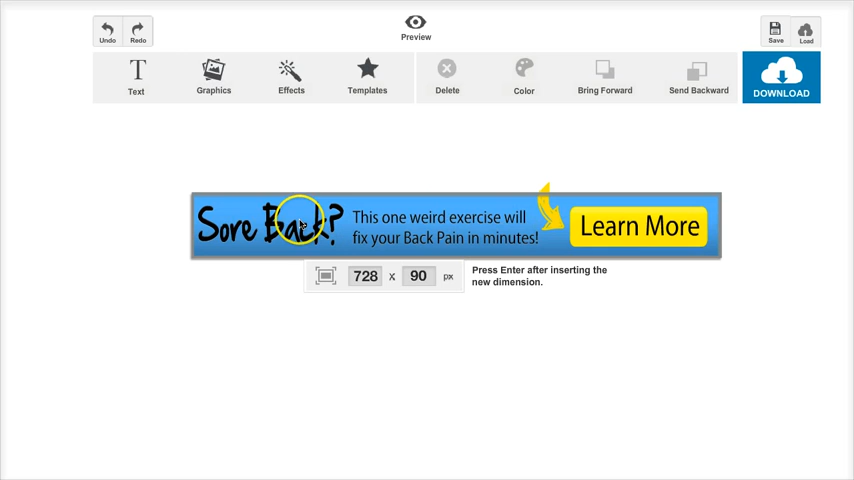 Undo Redo
Preview
Save Load
Text Graphics Effects Templates Delete Color Bring Forward Send Backward DOWNLOAD
Sore Back?
This one weird exercise will
fix your Back Pain in minutes!
Learn More
728 x 90 px
Press Enter after inserting the
new dimension.